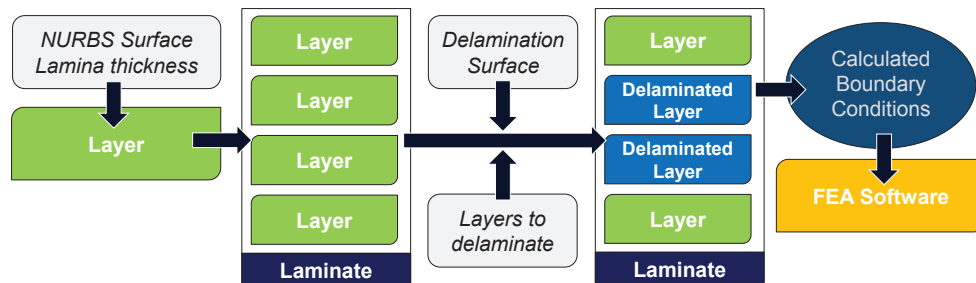 NURBS Surface
Lamina thickness
Layer
Layer
Layer
Layer
Layer
Laminate
Delamination
Surface
Layers to
delaminate
Layer
Delaminated
Layer
Delaminated
Layer
Layer
Laminate
Calculated
Boundary
Conditions
FEA Software